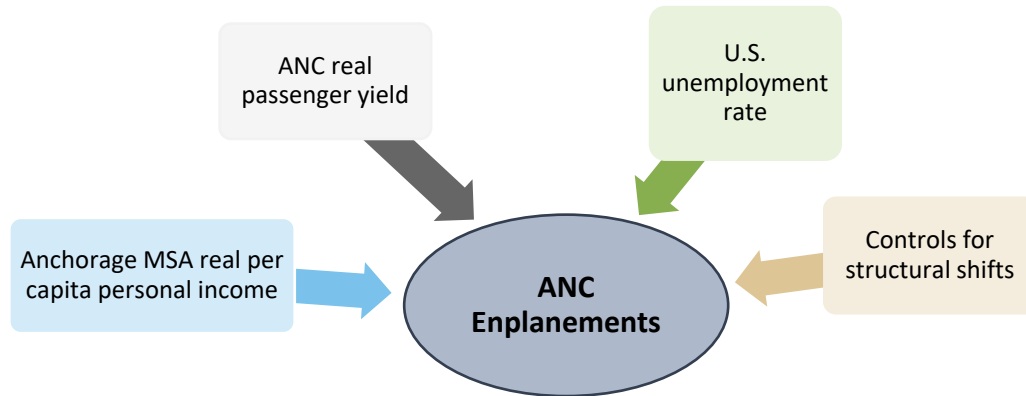 ANC real
passenger yield
U.S.
unemployment
rate
Anchorage MSA real per
capita personal income
Controls for
structural shifts
ANC
Enplanements